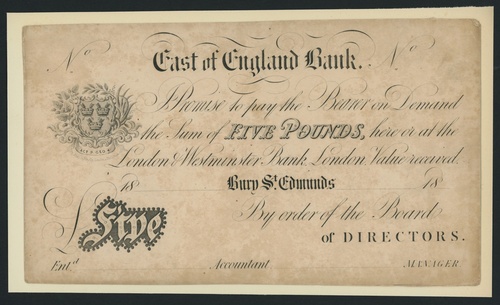 No East of England Bank. No
I Promise to pay the Bearer on Demand
the Sum of FIVE POUNDS, here or at the
London & Westminster Bank, London, Value received.
18 Bury St. Edmunds 18
By order of the Board
£ Five of DIRECTORS.
Ent.d Accountant MANAGER